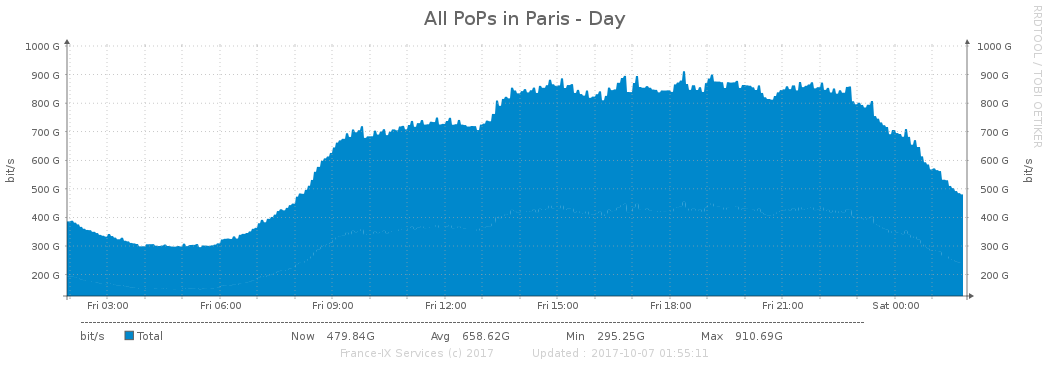 All PoPs in Paris - Day
RRDTOOL / TOBI OETIKER
1000 G 1000 G
900 G 900 G
800 G 800 G
700 G 700 G
600 G 600 G
500 G 500 G
400 G 400 G
300 G 300 G
200 G 200 G
bit/s bit/s
Fri 03:00 Fri 06:00 Fri 09:00 Fri 12:00 Fri 15:00 Fri 18:00 Fri 21:00 Sat 00:00
bit/s Total Now 479.84G Avg 658.62G Min 295.25G Max 910.69G
France-IX Services (c) 2017 Updated : 2017-10-07 01:55:11